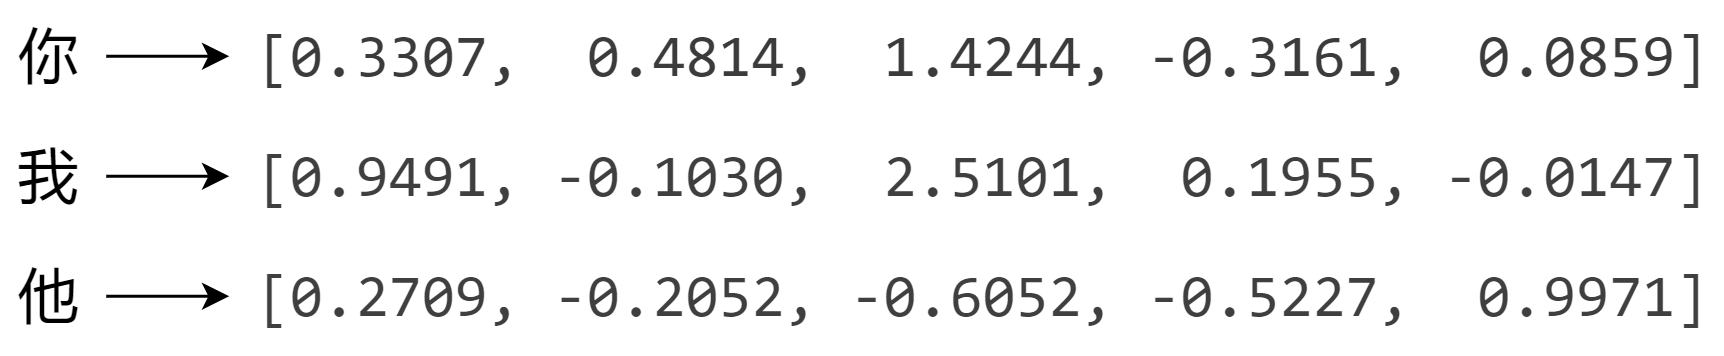 你 → [0.3307, 0.4814, 1.4244, -0.3161, 0.0859]
我 → [0.9491, -0.1030, 2.5101, 0.1955, -0.0147]
他 → [0.2709, -0.2052, -0.6052, -0.5227, 0.9971]